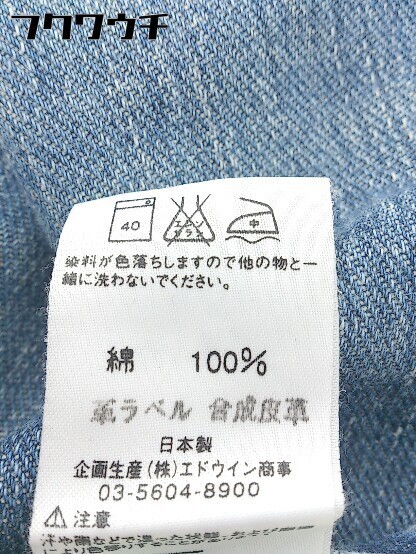 フクウクチ
40
エンソ
サラシ
中
染料が色落ちしますので他の物と一
緒に洗わないでください。
綿 100%
革ラベル 合成皮革
日本製
企画生産(株)エドウイン商事
03-5604-8900
⚠ 注意